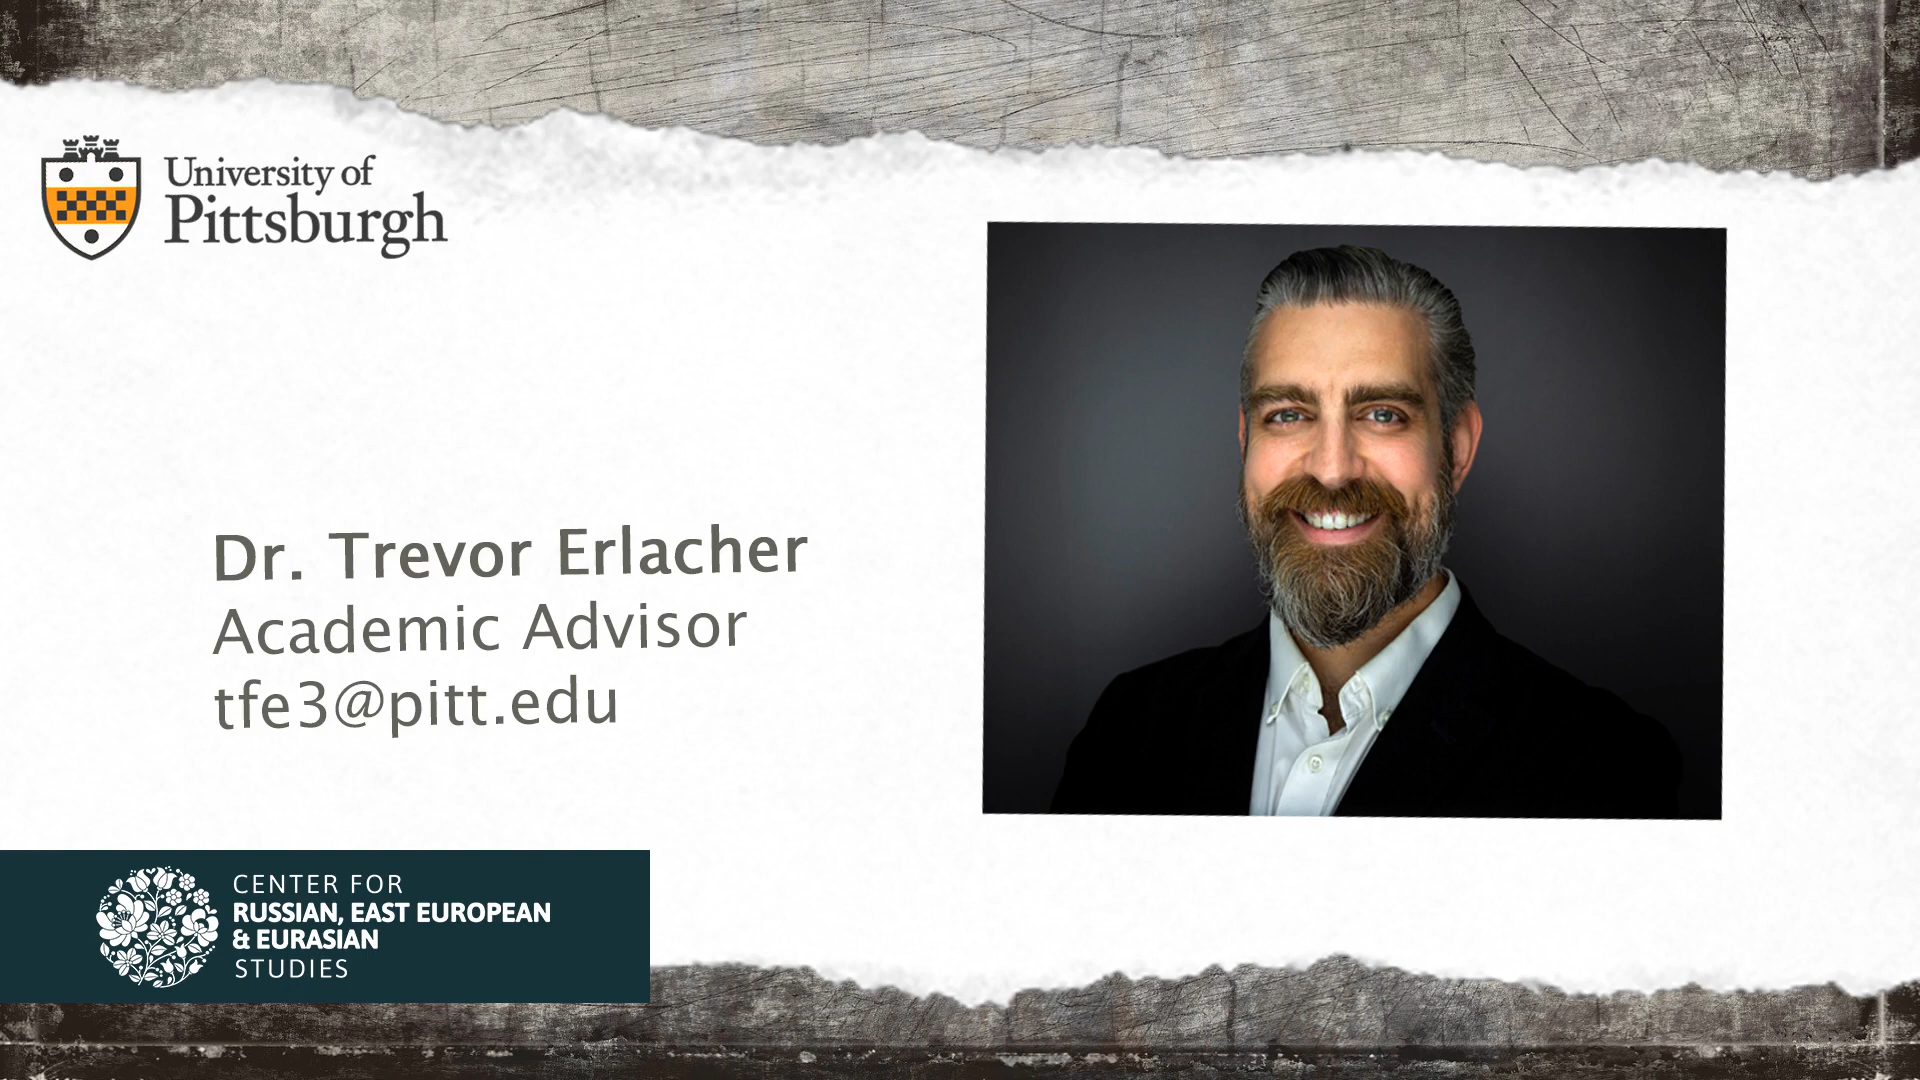 University of
Pittsburgh
Dr. Trevor Erlacher
Academic Advisor
tfe3@pitt.edu
CENTER FOR
RUSSIAN, EAST EUROPEAN
& EURASIAN
STUDIES